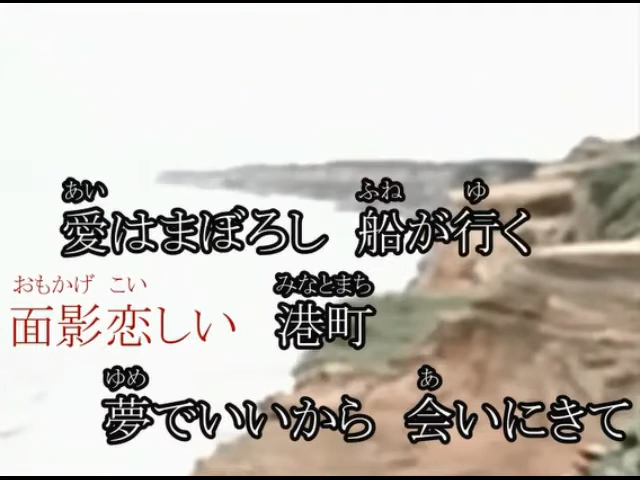 あい ふね ゆ
愛はまぼろし 船が行く
おもかげ こい みなとまち
面影恋しい 港町
ゆめ あ
夢でいいから 会いにきて